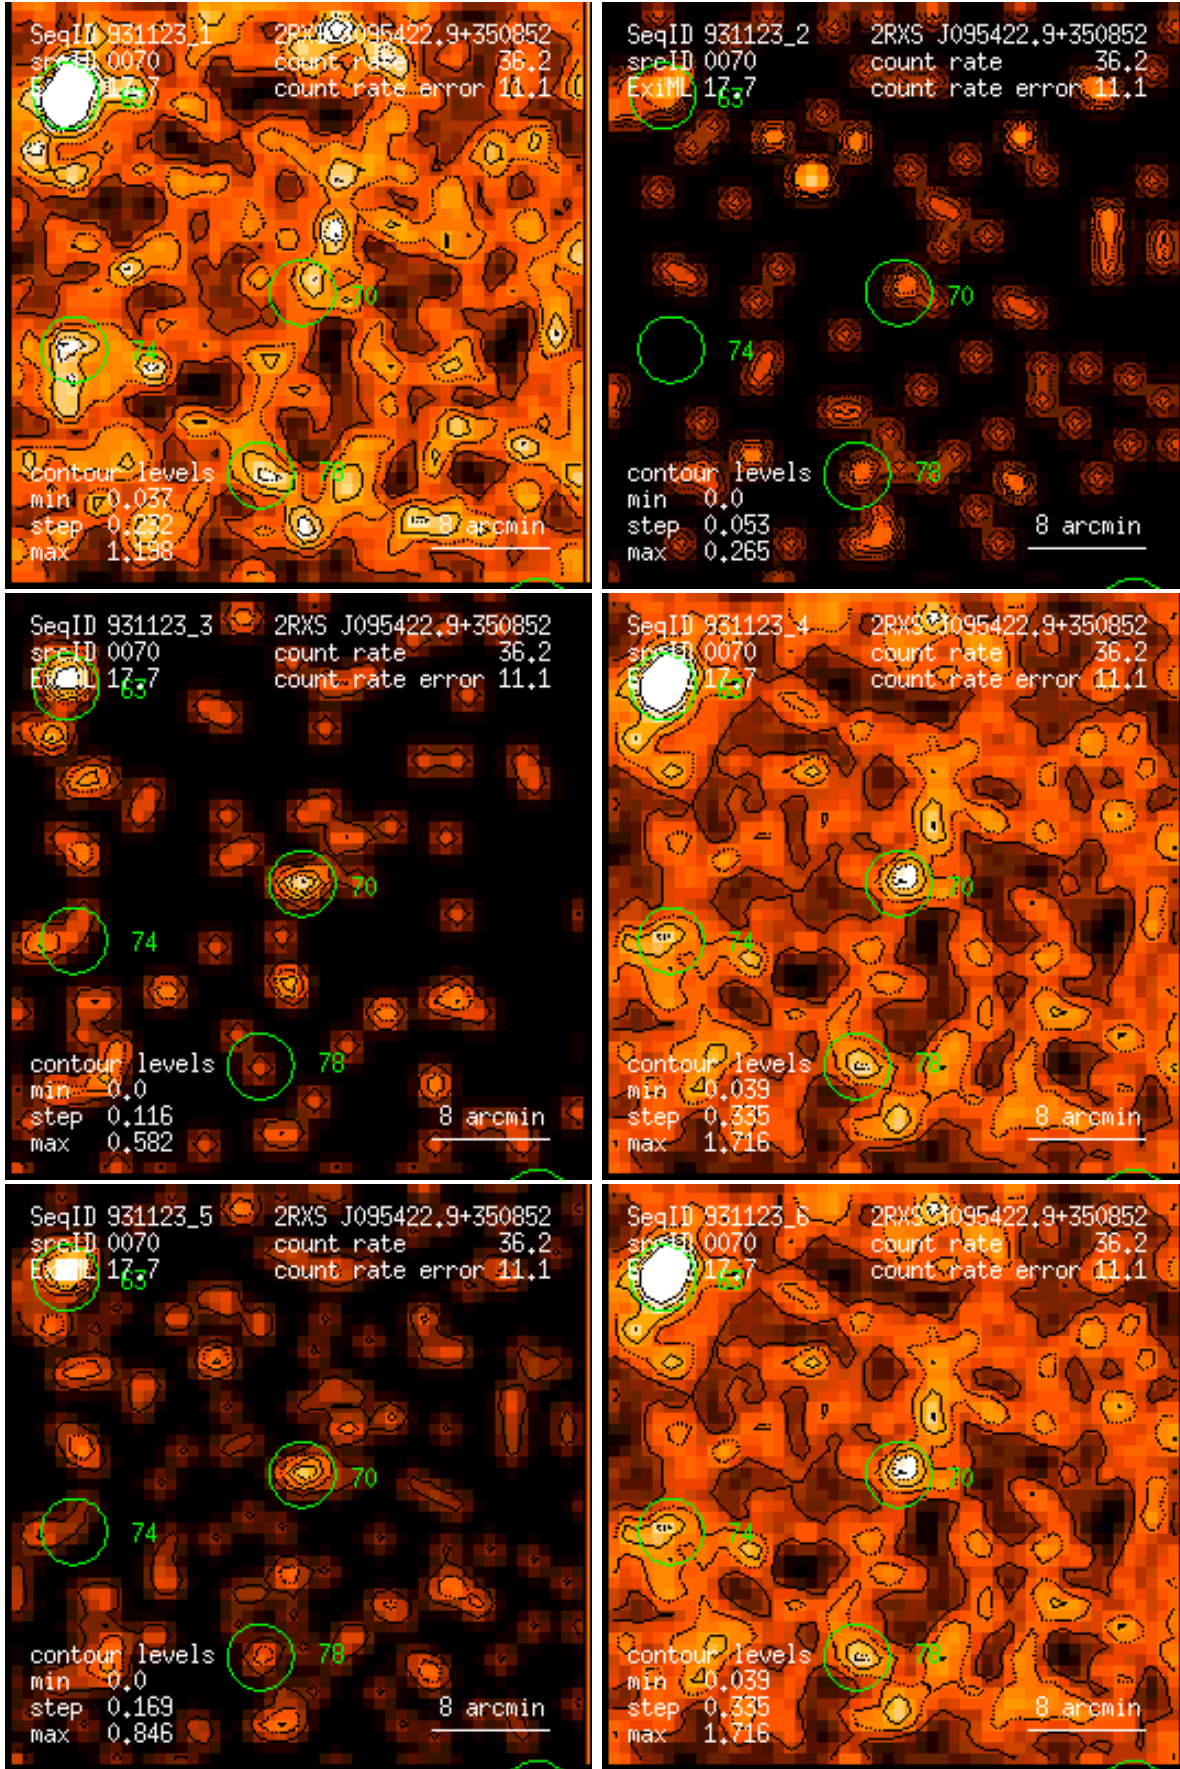 SeqID 931123_1 2RXS J095422.9+350852
srcID 0070 count rate 36.2
ExiML 17.7 count rate error 11.1
63
70
74
78
contour levels
min 0.037
step 0.232
max 1.198
8 arcmin
SeqID 931123_2 2RXS J095422.9+350852
srcID 0070 count rate 36.2
ExiML 17.7 count rate error 11.1
63
70
74
78
contour levels
min 0.0
step 0.053
max 0.265
8 arcmin
SeqID 931123_3 2RXS J095422.9+350852
srcID 0070 count rate 36.2
ExiML 17.7 count rate error 11.1
63
70
74
78
contour levels
min 0.0
step 0.116
max 0.582
8 arcmin
SeqID 931123_4 2RXS J095422.9+350852
srcID 0070 count rate 36.2
ExiML 17.7 count rate error 11.1
63
70
74
78
contour levels
min 0.039
step 0.335
max 1.716
8 arcmin
SeqID 931123_5 2RXS J095422.9+350852
srcID 0070 count rate 36.2
ExiML 17.7 count rate error 11.1
63
70
74
78
contour levels
min 0.0
step 0.169
max 0.846
8 arcmin
SeqID 931123_6 2RXS J095422.9+350852
srcID 0070 count rate 36.2
ExiML 17.7 count rate error 11.1
63
70
74
78
contour levels
min 0.039
step 0.335
max 1.716
8 arcmin